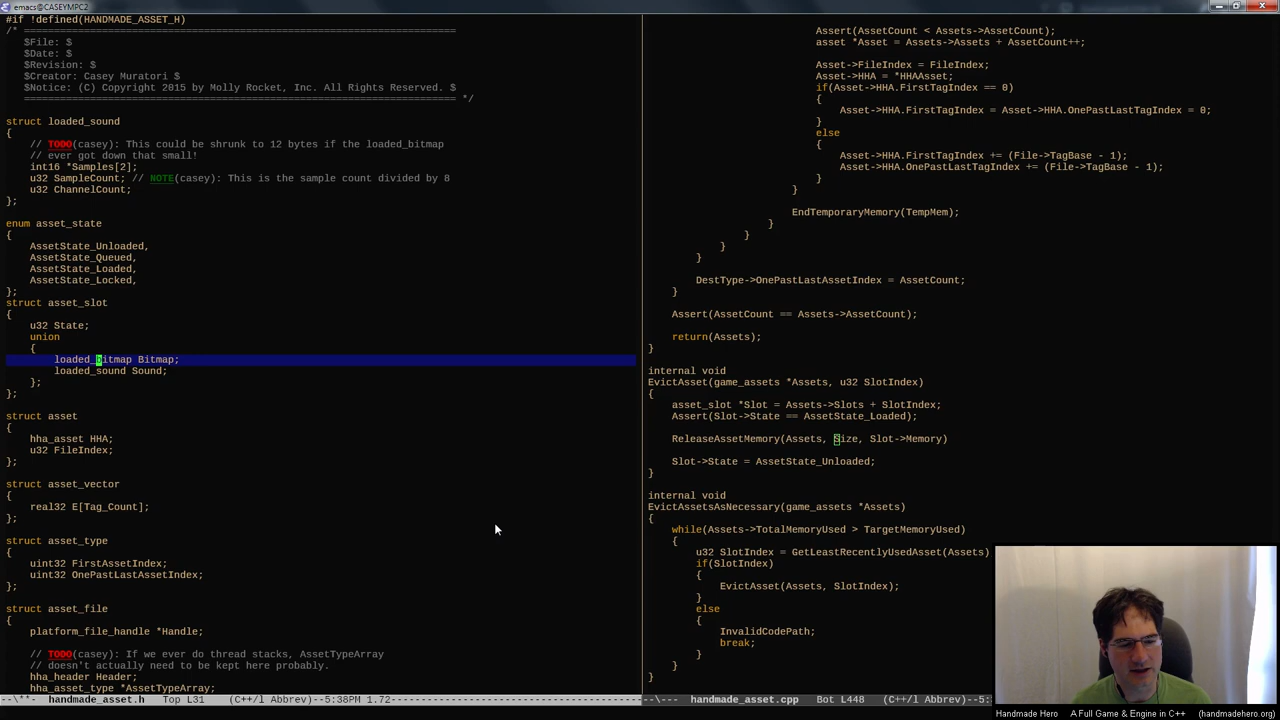 emacs@CASEYMPC2
#if !defined(HANDMADE_ASSET_H)
/* ========================================================================
$File: $
$Date: $
$Revision: $
$Creator: Casey Muratori $
$Notice: (C) Copyright 2015 by Molly Rocket, Inc. All Rights Reserved. $
======================================================================== */
struct loaded_sound
{
// TODO(casey): This could be shrunk to 12 bytes if the loaded_bitmap
// ever got down that small!
int16 *Samples[2];
u32 SampleCount; // NOTE(casey): This is the sample count divided by 8
u32 ChannelCount;
};
enum asset_state
{
AssetState_Unloaded,
AssetState_Queued,
AssetState_Loaded,
AssetState_Locked,
};
struct asset_slot
{
u32 State;
union
{
loaded_bitmap Bitmap;
loaded_sound Sound;
};
};
struct asset
{
hha_asset HHA;
u32 FileIndex;
};
struct asset_vector
{
real32 E[Tag_Count];
};
struct asset_type
{
uint32 FirstAssetIndex;
uint32 OnePastLastAssetIndex;
};
struct asset_file
{
platform_file_handle *Handle;
// TODO(casey): If we ever do thread stacks, AssetTypeArray
// doesn't actually need to be kept here probably.
hha_header Header;
hha_asset_type *AssetTypeArray;
--\**-  handmade_asset.h   Top L31    (C++/l Abbrev)--5:38PM 1.72
Assert(AssetCount < Assets->AssetCount);
asset *Asset = Assets->Assets + AssetCount++;
Asset->FileIndex = FileIndex;
Asset->HHA = *HHAAsset;
if(Asset->HHA.FirstTagIndex == 0)
{
Asset->HHA.FirstTagIndex = Asset->HHA.OnePastLastTagIndex = 0;
}
else
{
Asset->HHA.FirstTagIndex += (File->TagBase - 1);
Asset->HHA.OnePastLastTagIndex += (File->TagBase - 1);
}
}
EndTemporaryMemory(TempMem);
}
}
}
}
DestType->OnePastLastAssetIndex = AssetCount;
}
Assert(AssetCount == Assets->AssetCount);
return(Assets);
}
internal void
EvictAsset(game_assets *Assets, u32 SlotIndex)
{
asset_slot *Slot = Assets->Slots + SlotIndex;
Assert(Slot->State == AssetState_Loaded);
ReleaseAssetMemory(Assets, Size, Slot->Memory)
Slot->State = AssetState_Unloaded;
}
internal void
EvictAssetsAsNecessary(game_assets *Assets)
{
while(Assets->TotalMemoryUsed > TargetMemoryUsed)
{
u32 SlotIndex = GetLeastRecentlyUsedAsset(Assets)
if(SlotIndex)
{
EvictAsset(Assets, SlotIndex);
}
else
{
InvalidCodePath;
break;
}
}
}
--\---  handmade_asset.cpp   Bot L448   (C++/l Abbrev)--5:
Handmade Hero    A Full Game & Engine in C++    (handmadehero.org)